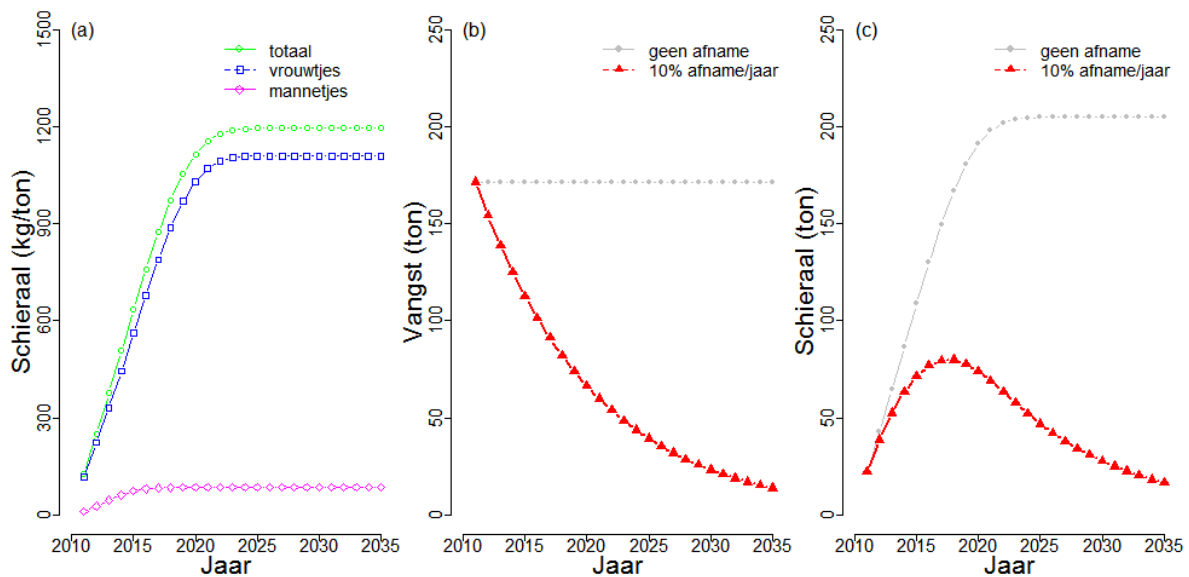 (a)
totaal
vrouwtjes
mannetjes
Schieraal (kg/ton)
0 300 600 900 1200 1500
2010 2015 2020 2025 2030 2035
Jaar
(b)
geen afname
10% afname/jaar
Vangst (ton)
0 50 100 150 200 250
2010 2015 2020 2025 2030 2035
Jaar
(c)
geen afname
10% afname/jaar
Schieraal (ton)
0 50 100 150 200 250
2010 2015 2020 2025 2030 2035
Jaar